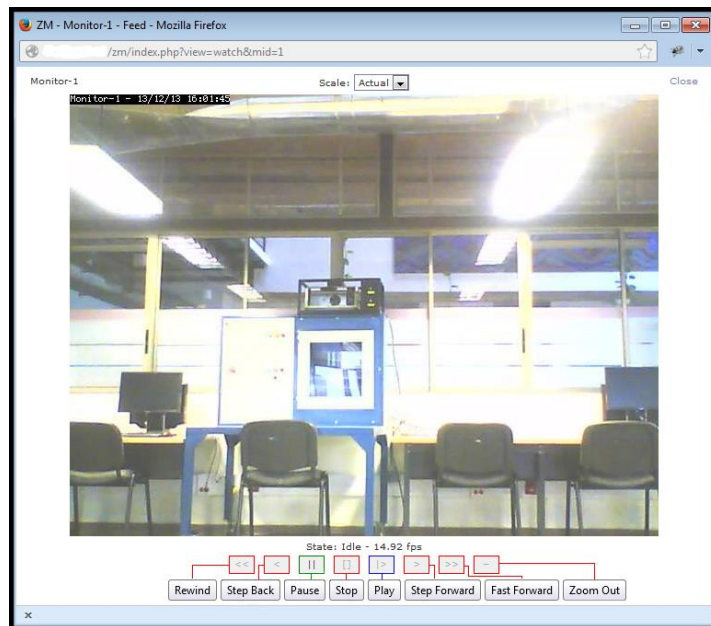 ZM - Monitor-1 - Feed - Mozilla Firefox
/zm/index.php?view=watch&mid=1
Monitor-1
Scale: Actual
Close
Monitor-1 - 13/12/13 16:01:45
State: Idle - 14.92 fps
<< < || [] |> > >> –
Rewind Step Back Pause Stop Play Step Forward Fast Forward Zoom Out
x